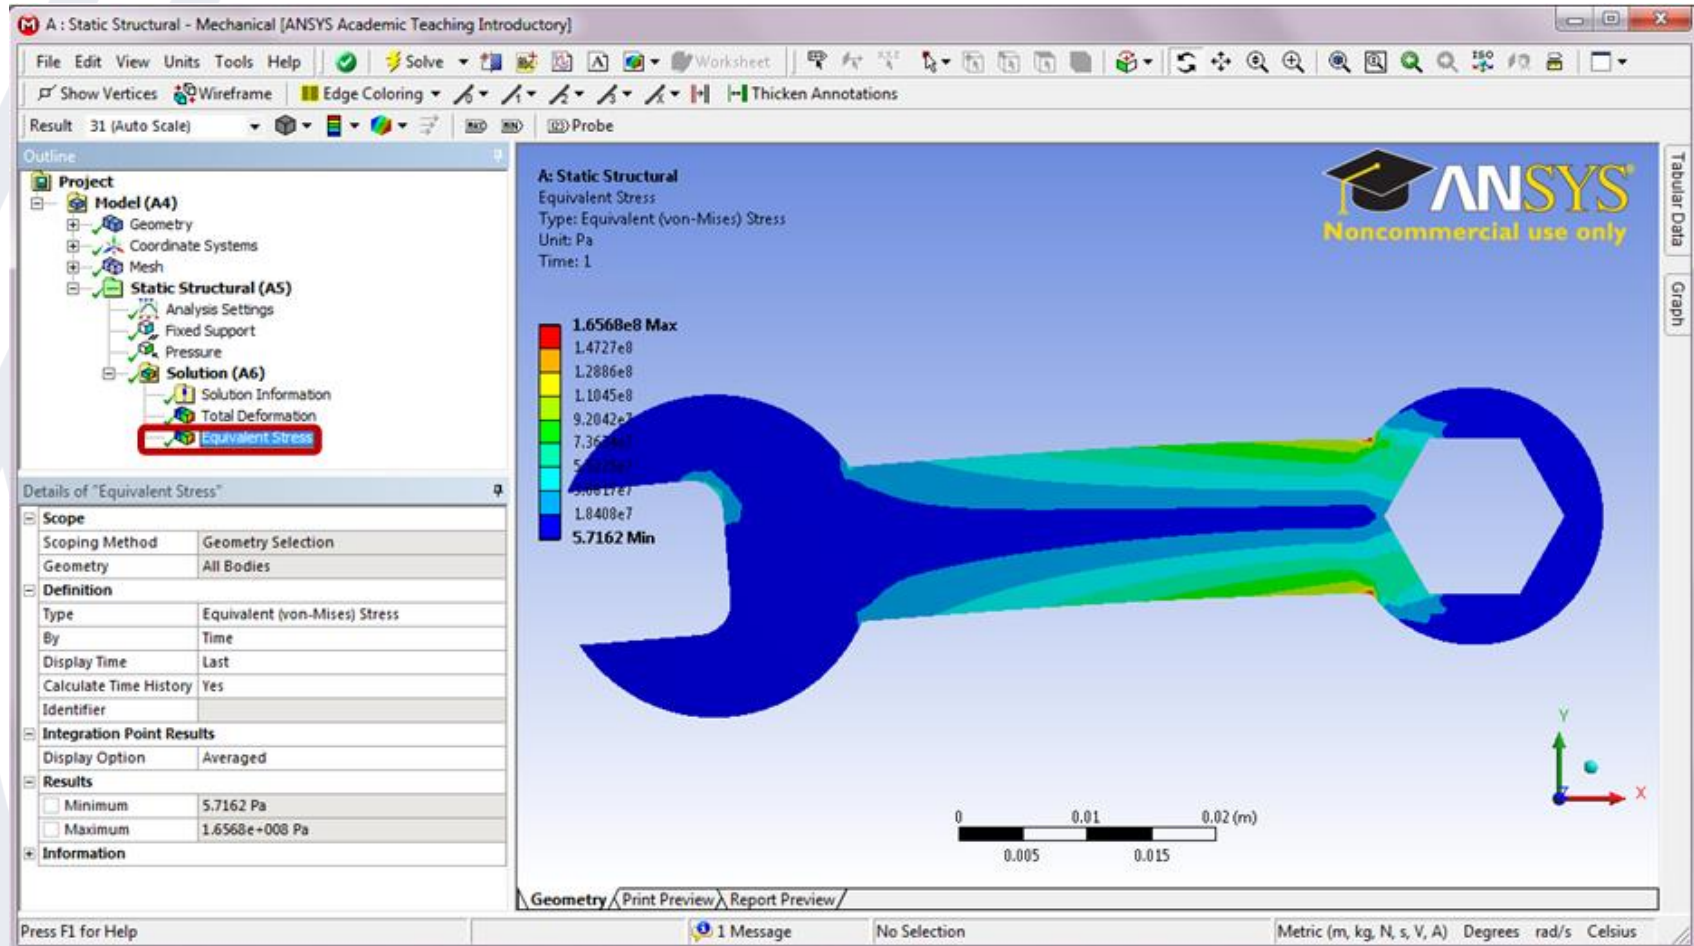 A : Static Structural - Mechanical [ANSYS Academic Teaching Introductory]
File Edit View Units Tools Help Solve Worksheet
Show Vertices Wireframe Edge Coloring Thicken Annotations
Result 31 (Auto Scale) Probe
Outline
Project
Model (A4)
Geometry
Coordinate Systems
Mesh
Static Structural (A5)
Analysis Settings
Fixed Support
Pressure
Solution (A6)
Solution Information
Total Deformation
Equivalent Stress
Details of "Equivalent Stress"
Scope
Scoping Method Geometry Selection
Geometry All Bodies
Definition
Type Equivalent (von-Mises) Stress
By Time
Display Time Last
Calculate Time History Yes
Identifier
Integration Point Results
Display Option Averaged
Results
Minimum 5.7162 Pa
Maximum 1.6568e+008 Pa
Information
A: Static Structural
Equivalent Stress
Type: Equivalent (von-Mises) Stress
Unit: Pa
Time: 1
1.6568e8 Max
1.4727e8
1.2886e8
1.1045e8
1.8408e7
5.7162 Min
ANSYS
Noncommercial use only
Y
X
0 0.01 0.02 (m)
0.005 0.015
Geometry Print Preview Report Preview
Tabular Data
Graph
Press F1 for Help 1 Message No Selection Metric (m, kg, N, s, V, A) Degrees rad/s Celsius